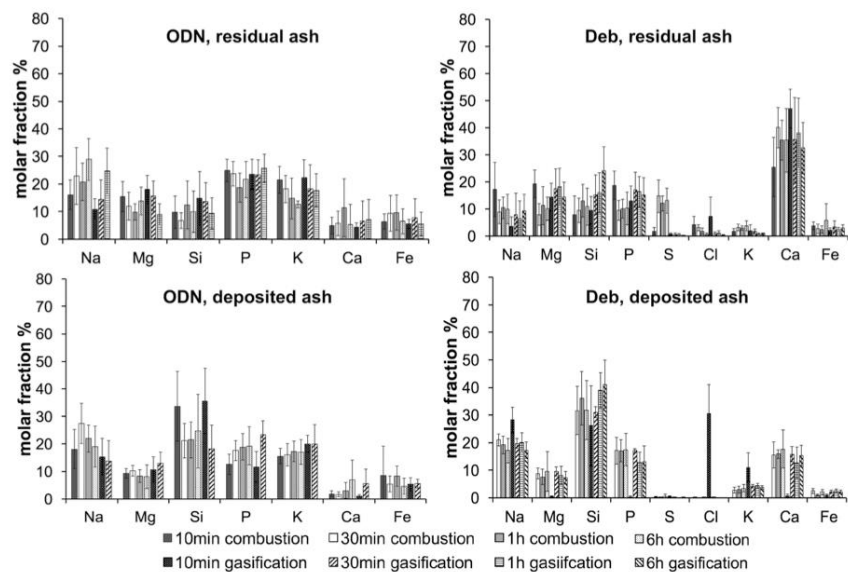 ODN, residual ash
80
70
60
50
40
30
20
10
0
molar fraction %
Na Mg Si P K Ca Fe
Deb, residual ash
80
70
60
50
40
30
20
10
0
molar fraction %
Na Mg Si P S Cl K Ca Fe
ODN, deposited ash
80
70
60
50
40
30
20
10
0
molar fraction %
Na Mg Si P K Ca Fe
Deb, deposited ash
80
70
60
50
40
30
20
10
0
molar fraction %
Na Mg Si P S Cl K Ca Fe
10min combustion 30min combustion 1h combustion 6h combustion
10min gasification 30min gasification 1h gasiifcation 6h gasification